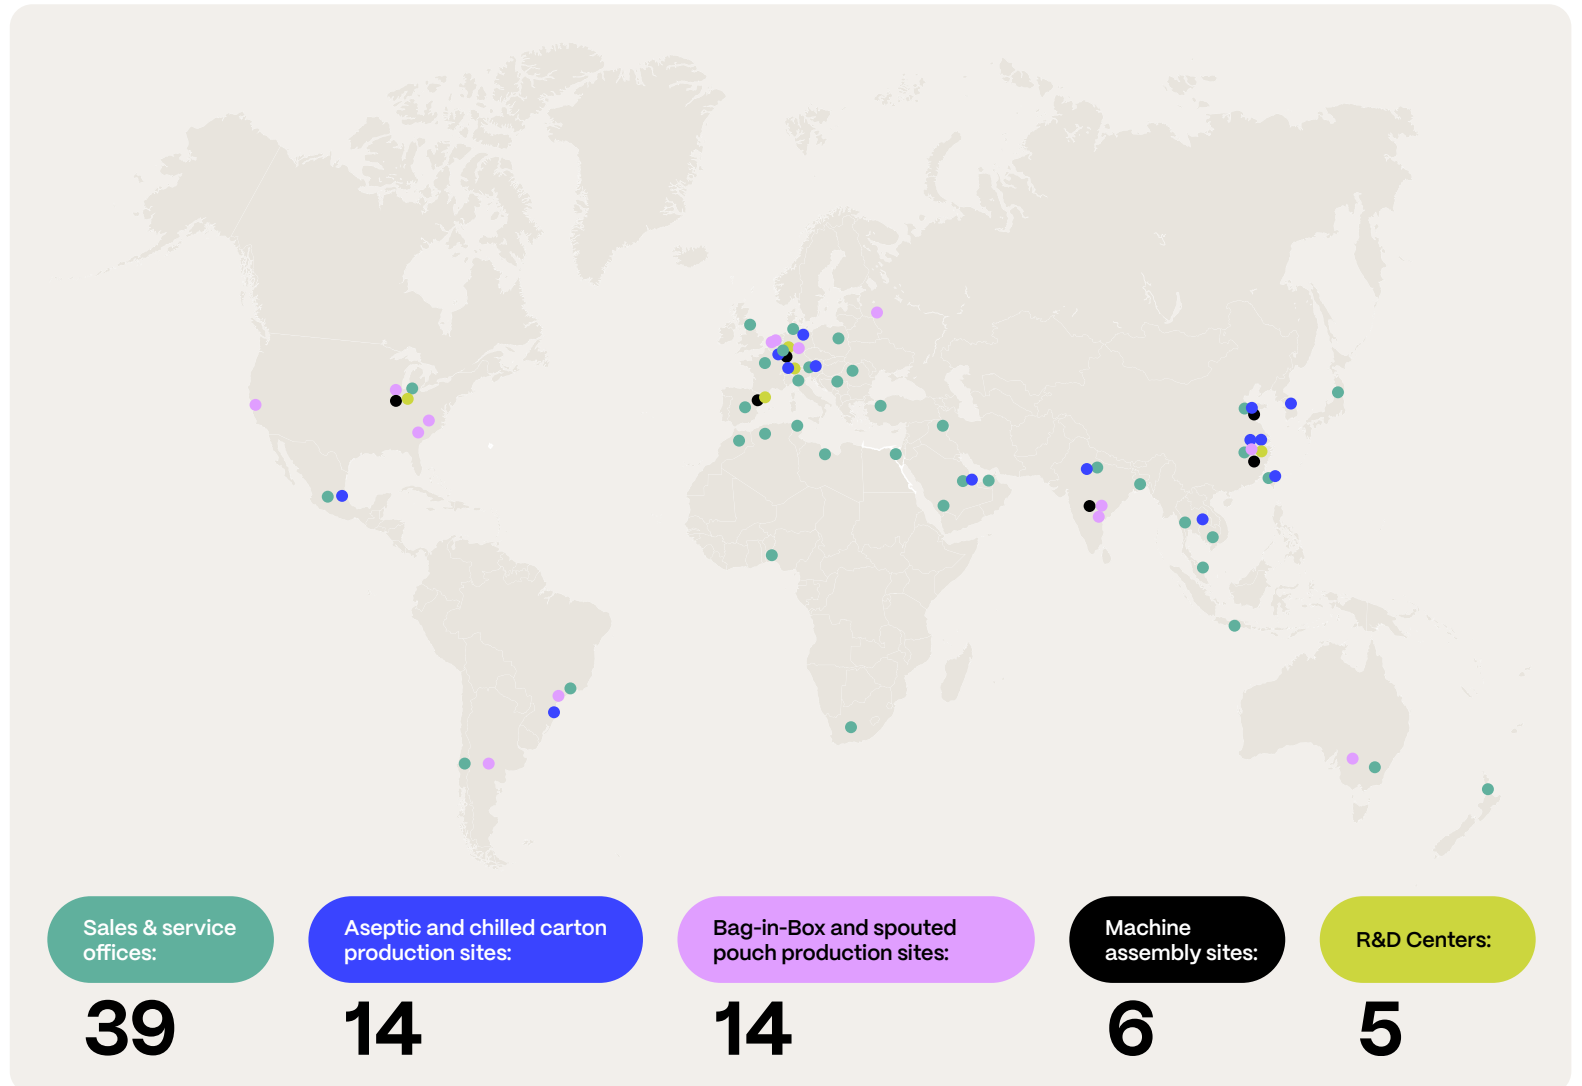 Sales & service
offices:
39
Aseptic and chilled carton
production sites:
14
Bag-in-Box and spouted
pouch production sites:
14
Machine
assembly sites:
6
R&D Centers:
5